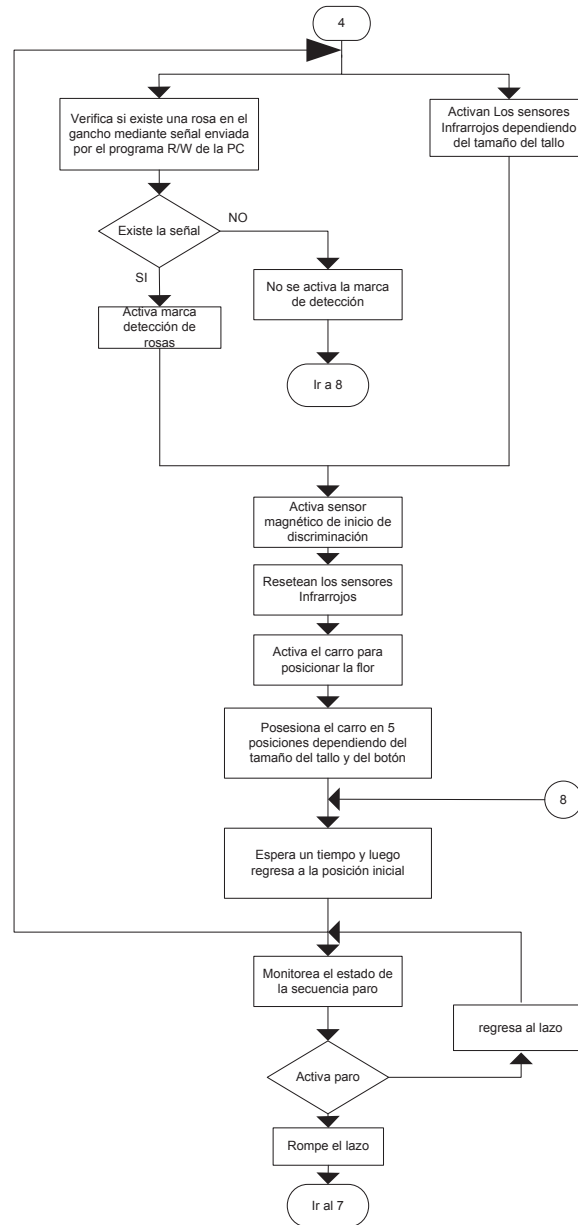 4
Verifica si existe una rosa en el
gancho mediante señal enviada
por el programa R/W de la PC
Activan Los sensores
Infrarrojos dependiendo
del tamaño del tallo
Existe la señal
NO
SI
No se activa la marca
de detección
Activa marca
detección de
rosas
Ir a 8
Activa sensor
magnético de inicio de
discriminación
Resetean los sensores
Infrarrojos
Activa el carro para
posicionar la flor
Posesiona el carro en 5
posiciones dependiendo del
tamaño del tallo y del botón
8
Espera un tiempo y luego
regresa a la posición inicial
Monitorea el estado de
la secuencia paro
regresa al lazo
Activa paro
Rompe el lazo
Ir al 7